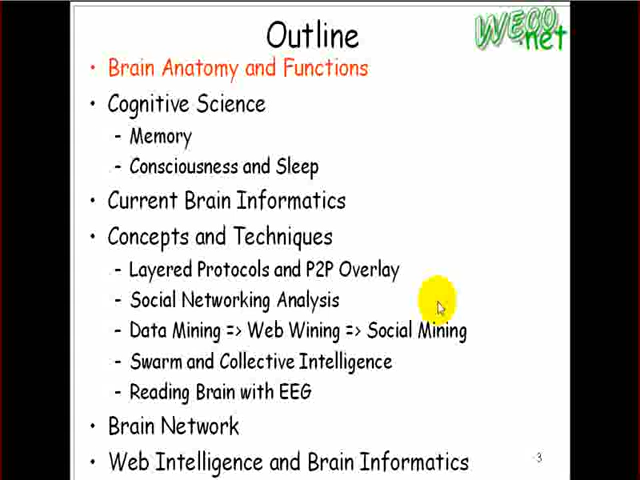 Outline
WECO
.net
• Brain Anatomy and Functions
• Cognitive Science
- Memory
- Consciousness and Sleep
• Current Brain Informatics
• Concepts and Techniques
- Layered Protocols and P2P Overlay
- Social Networking Analysis
- Data Mining => Web Wining => Social Mining
- Swarm and Collective Intelligence
- Reading Brain with EEG
• Brain Network
• Web Intelligence and Brain Informatics
3